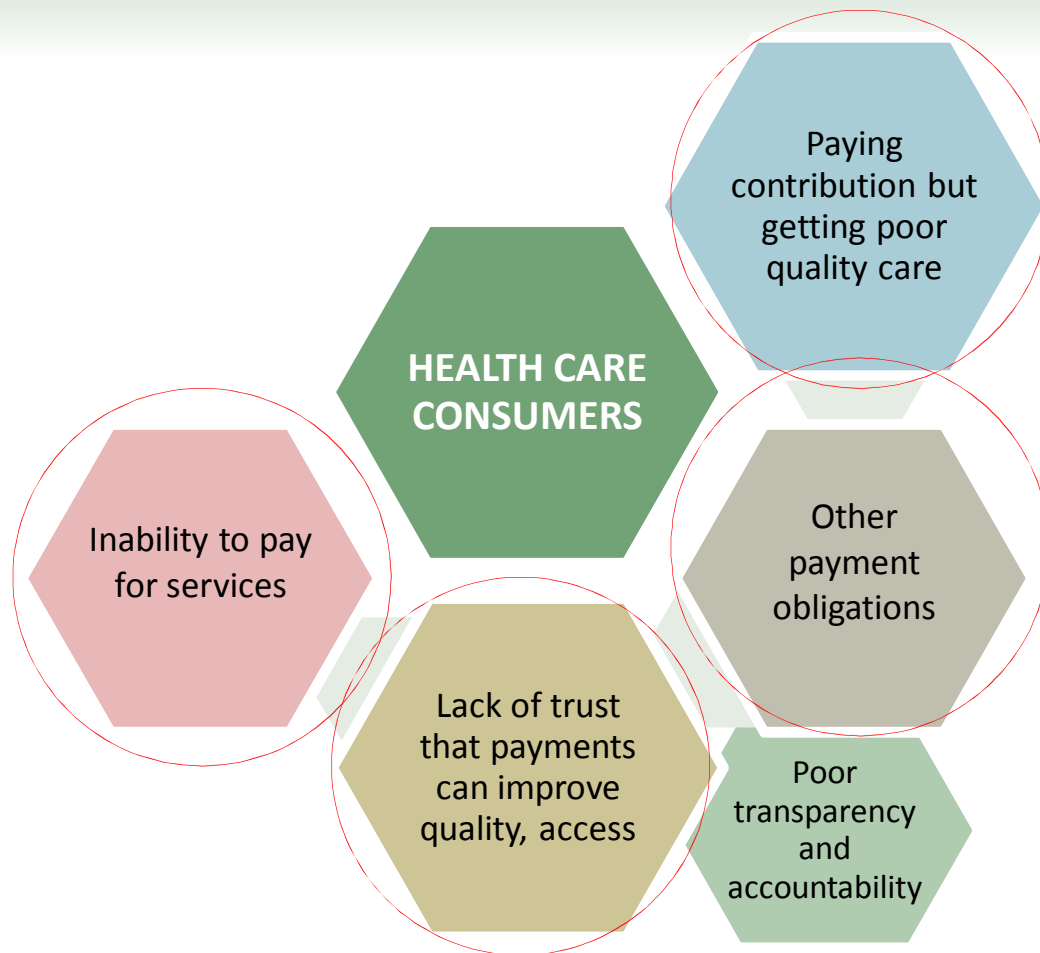 Paying
contribution but
getting poor
quality care
HEALTH CARE
CONSUMERS
Inability to pay
for services
Other
payment
obligations
Lack of trust
that payments
can improve
quality, access
Poor
transparency
and
accountability